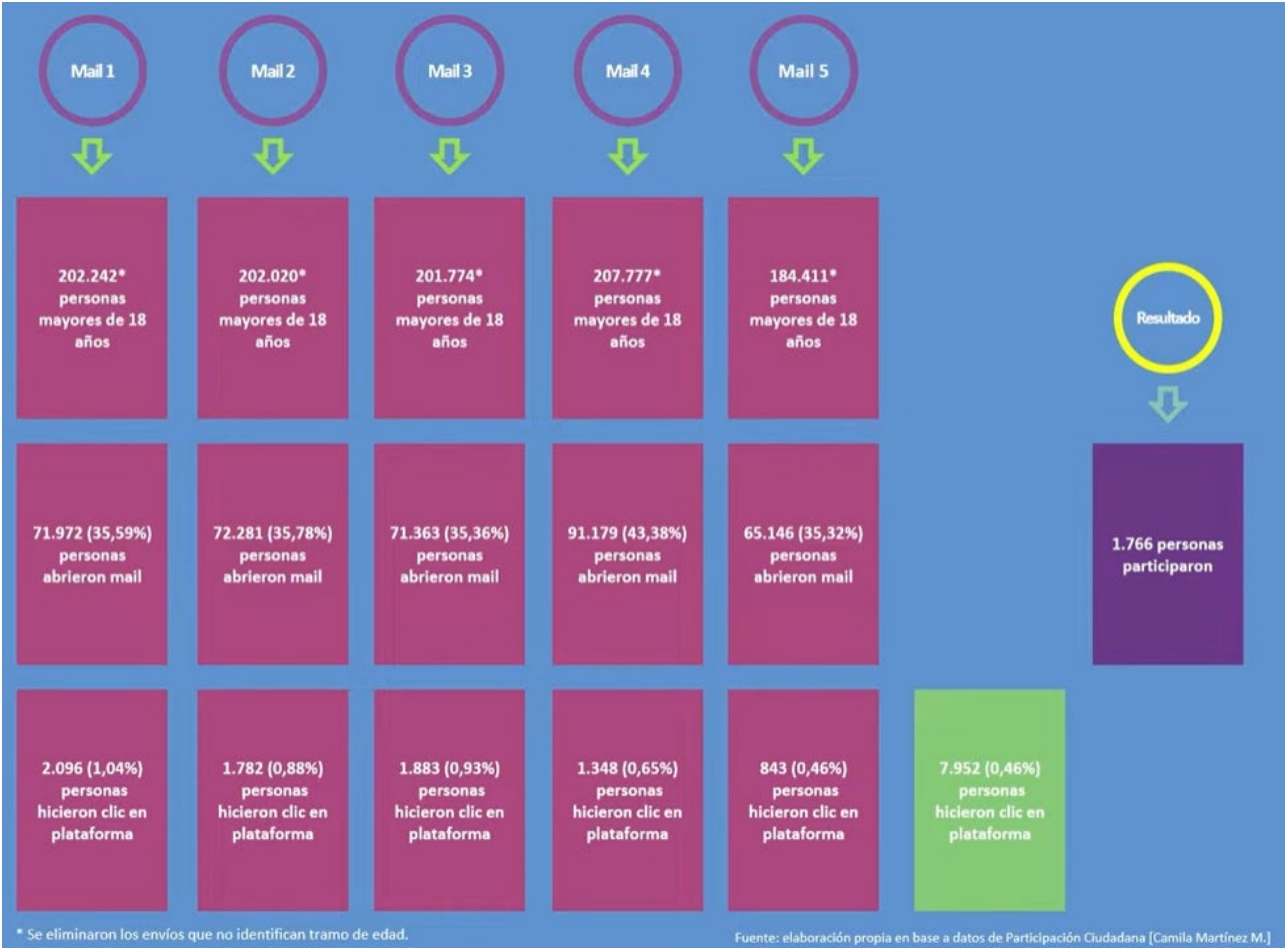 Mail 1
Mail 2
Mail 3
Mail 4
Mail 5
202.242*
personas
mayores de 18
años
202.020*
personas
mayores de 18
años
201.774*
personas
mayores de 18
años
207.777*
personas
mayores de 18
años
184.411*
personas
mayores de 18
años
Resultado
71.972 (35,59%)
personas
abrieron mail
72.281 (35,78%)
personas
abrieron mail
71.363 (35,36%)
personas
abrieron mail
91.179 (43,38%)
personas
abrieron mail
65.146 (35,32%)
personas
abrieron mail
1.766 personas
participaron
2.096 (1,04%)
personas
hicieron clic en
plataforma
1.782 (0,88%)
personas
hicieron clic en
plataforma
1.883 (0,93%)
personas
hicieron clic en
plataforma
1.348 (0,65%)
personas
hicieron clic en
plataforma
843 (0,46%)
personas
hicieron clic en
plataforma
7.952 (0,46%)
personas
hicieron clic en
plataforma
* Se eliminaron los envíos que no identifican tramo de edad.
Fuente: elaboración propia en base a datos de Participación Ciudadana [Camila Martínez M.]